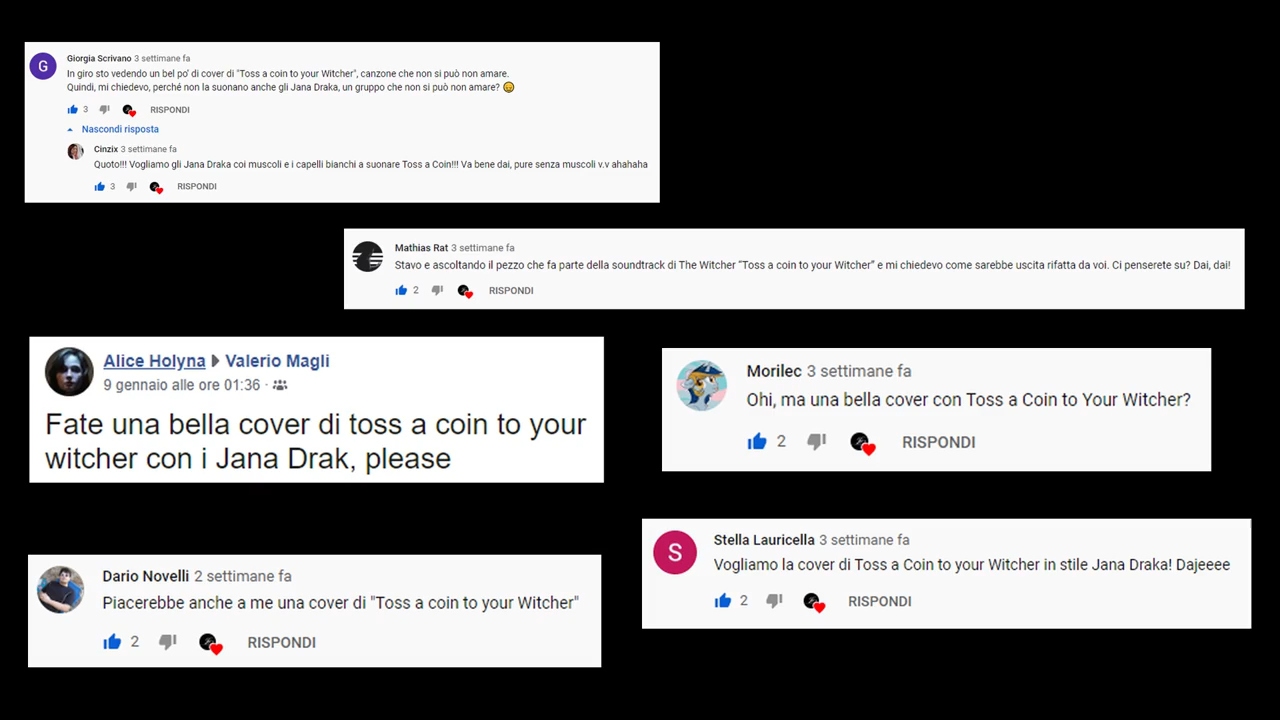 G
Giorgia Scrivano 3 settimane fa
In giro sto vedendo un bel po' di cover di "Toss a coin to your Witcher", canzone che non si può non amare.
Quindi, mi chiedevo, perché non la suonano anche gli Jana Draka, un gruppo che non si può non amare?
3 RISPONDI
Nascondi risposta
Cinzix 3 settimane fa
Quoto!!! Vogliamo gli Jana Draka coi muscoli e i capelli bianchi a suonare Toss a Coin!!! Va bene dai, pure senza muscoli v.v ahahaha
3 RISPONDI
Mathias Rat 3 settimane fa
Stavo e ascoltando il pezzo che fa parte della soundtrack di The Witcher "Toss a coin to your Witcher" e mi chiedevo come sarebbe uscita rifatta da voi. Ci penserete su? Dai, dai!
2 RISPONDI
Alice Holyna Valerio Magli
9 gennaio alle ore 01:36 ·
Fate una bella cover di toss a coin to your
witcher con i Jana Drak, please
Morilec 3 settimane fa
Ohi, ma una bella cover con Toss a Coin to Your Witcher?
2 RISPONDI
Dario Novelli 2 settimane fa
Piacerebbe anche a me una cover di "Toss a coin to your Witcher"
2 RISPONDI
S
Stella Lauricella 3 settimane fa
Vogliamo la cover di Toss a Coin to your Witcher in stile Jana Draka! Dajeeee
2 RISPONDI